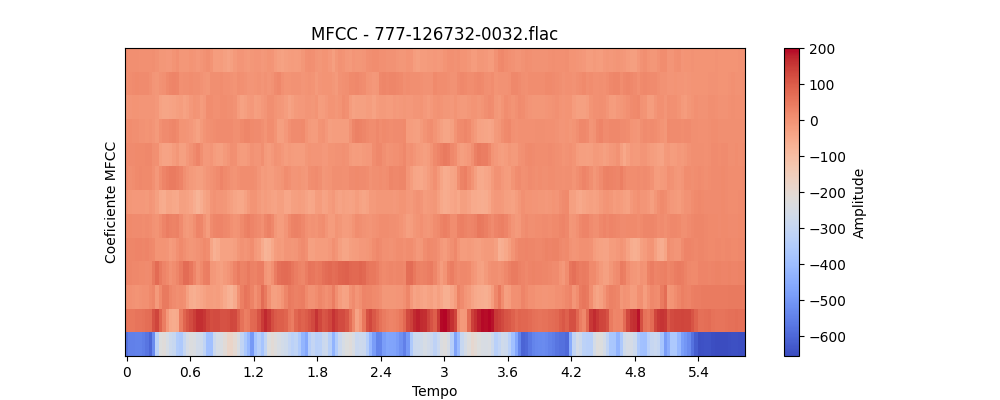 MFCC - 777-126732-0032.flac
Coeficiente MFCC
0 0.6 1.2 1.8 2.4 3 3.6 4.2 4.8 5.4
Tempo
200
100
0
−100
−200
−300
−400
−500
−600
Amplitude